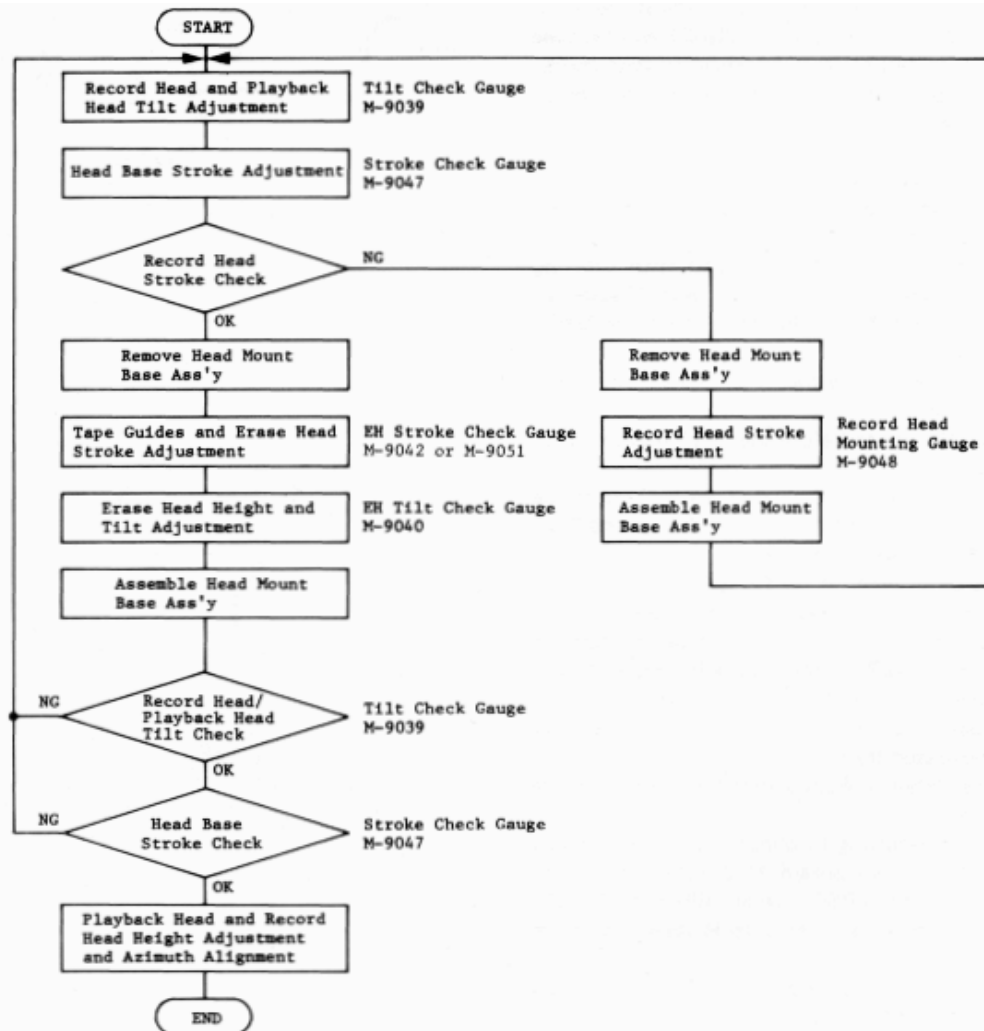 START
Record Head and Playback
Head Tilt Adjustment
Tilt Check Gauge
M-9039
Head Base Stroke Adjustment
Stroke Check Gauge
M-9047
Record Head
Stroke Check
NG
OK
Remove Head Mount
Base Ass'y
Remove Head Mount
Base Ass'y
Tape Guides and Erase Head
Stroke Adjustment
EH Stroke Check Gauge
M-9042 or M-9051
Record Head Stroke
Adjustment
Record Head
Mounting Gauge
M-9048
Erase Head Height and
Tilt Adjustment
EH Tilt Check Gauge
M-9040
Assemble Head Mount
Base Ass'y
Assemble Head Mount
Base Ass'y
NG
Record Head/
Playback Head
Tilt Check
Tilt Check Gauge
M-9039
OK
NG
Head Base
Stroke Check
Stroke Check Gauge
M-9047
OK
Playback Head and Record
Head Height Adjustment
and Azimuth Alignment
END